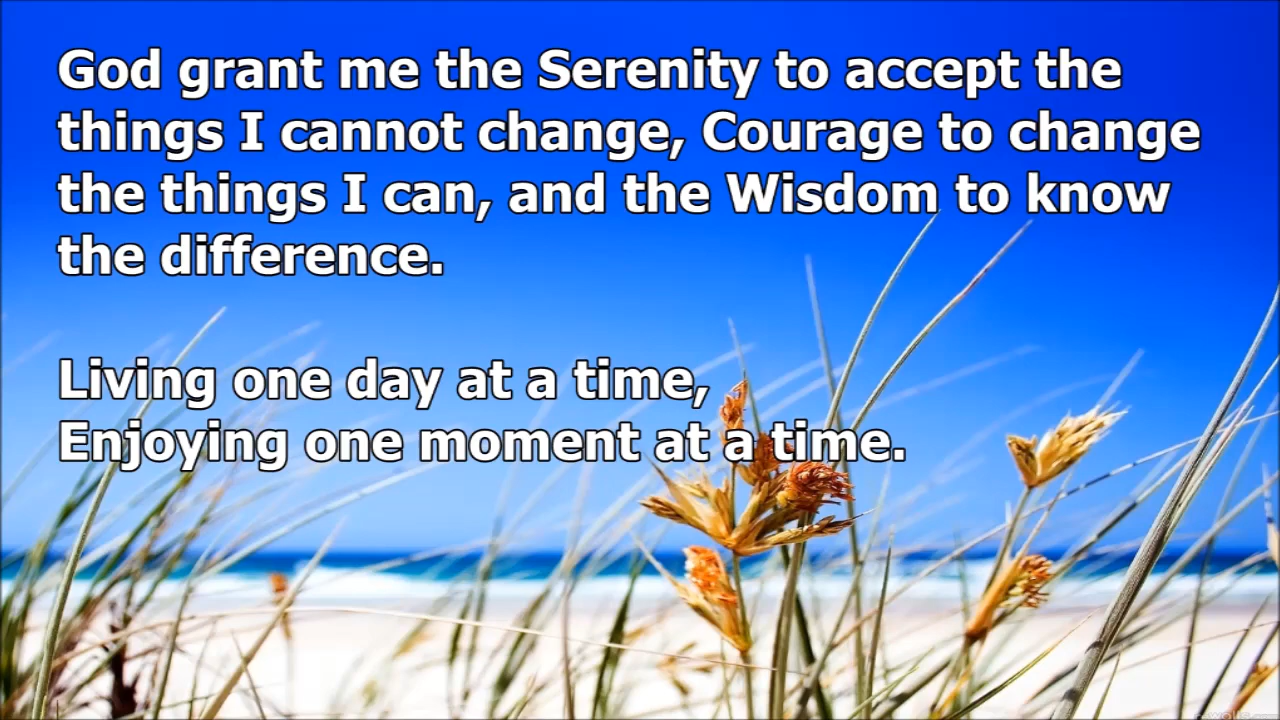 God grant me the Serenity to accept the
things I cannot change, Courage to change
the things I can, and the Wisdom to know
the difference.
Living one day at a time,
Enjoying one moment at a time.